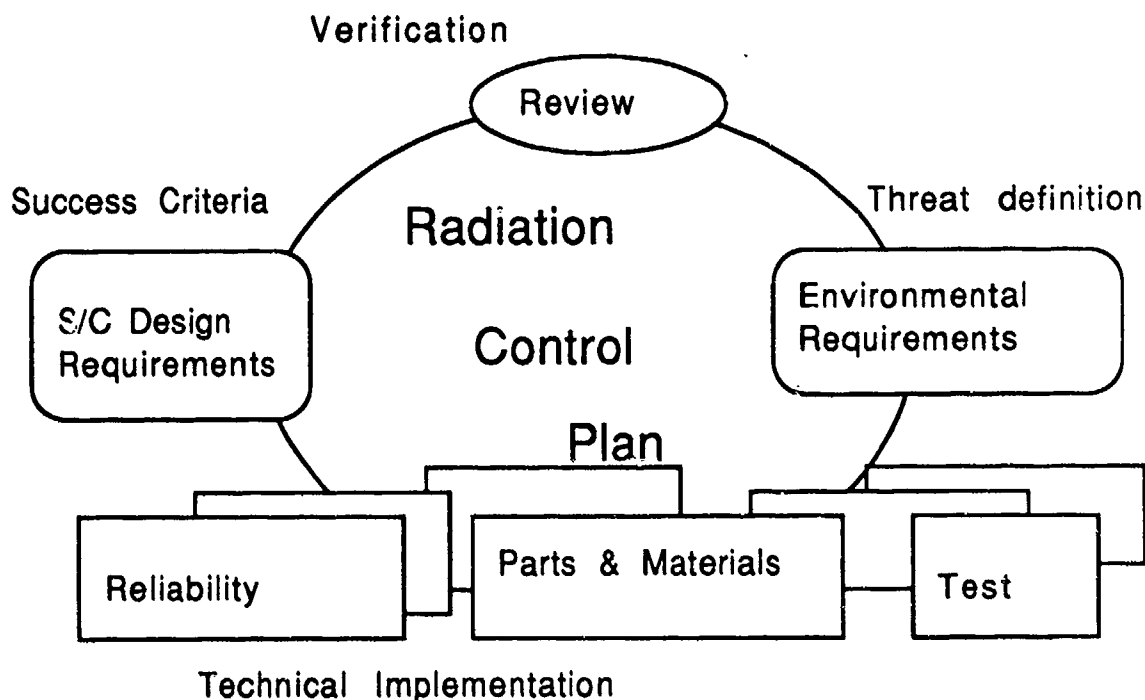 Verification
Review
Success Criteria
Threat definition
Radiation
S/C Design
Requirements
Environmental
Requirements
Control
Plan
Reliability
Parts & Materials
Test
Technical Implementation